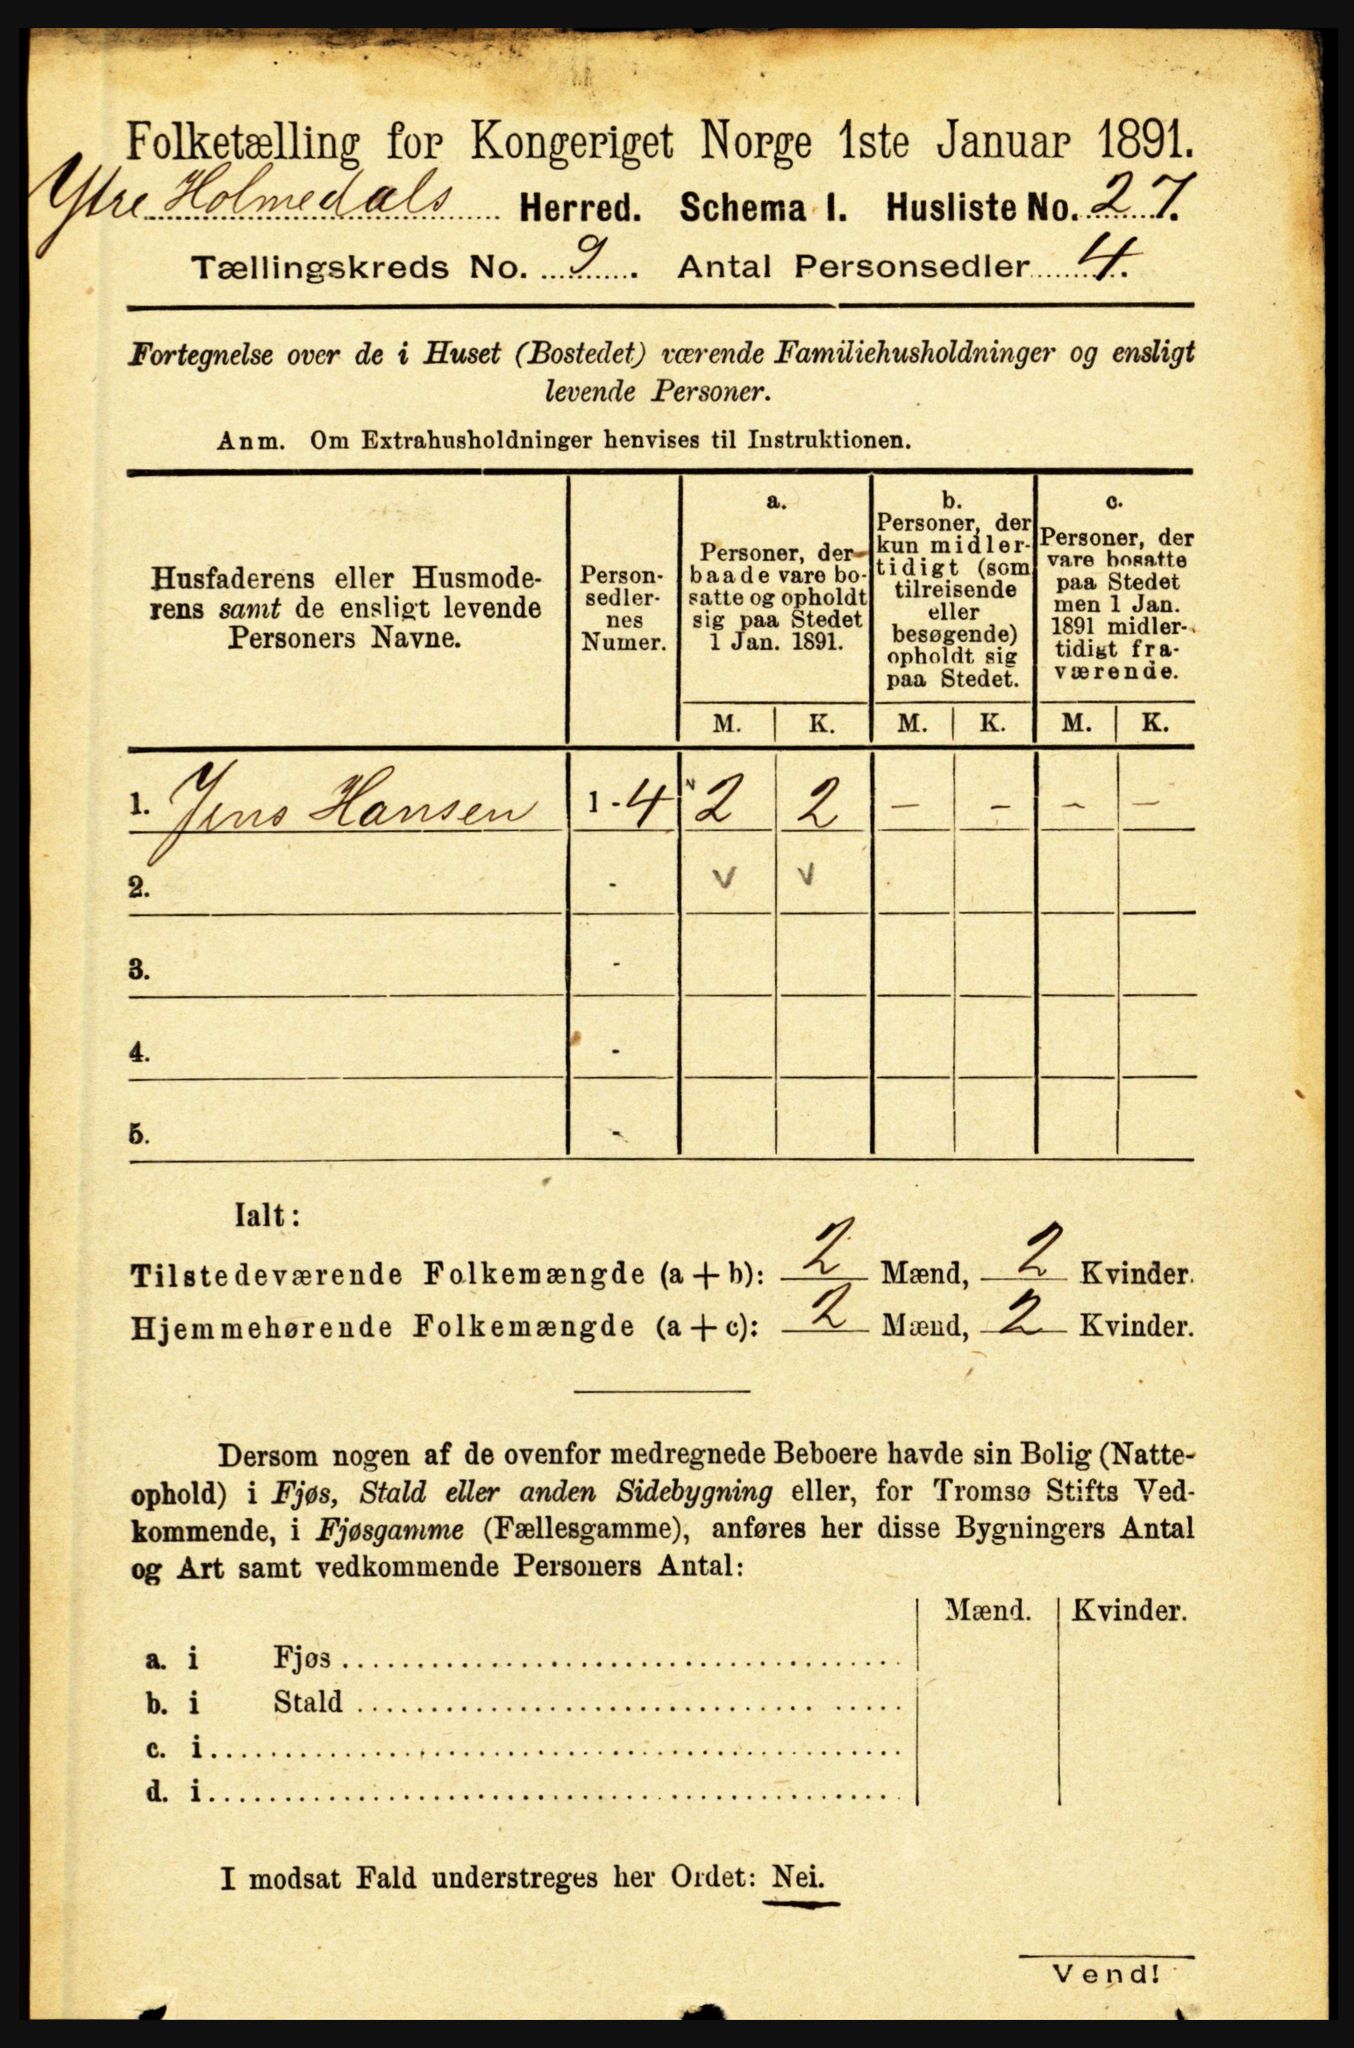 Folketælling for Kongeriget Norge 1ste Januar 1891.
Ytre Holmedals Herred. Schema I. Husliste No. 27.
Tællingskreds No. 9. Antal Personsedler 4.
Fortegnelse over de i Huset (Bostedet) værende Familiehusholdninger og ensligt
levende Personer.
Anm. Om Extrahusholdninger henvises til Instruktionen.
Husfaderens eller Husmode-
rens samt de ensligt levende
Personers Navne.
Person-
sedler-
nes
Numer.
a.
Personer, der
baade vare bo-
satte og opholdt
sig paa Stedet
1 Jan. 1891.
b.
Personer, der
kun midler-
tidigt (som
tilreisende
eller
besøgende)
opholdt sig
paa Stedet.
c.
Personer, der
vare bosatte
paa Stedet
men 1 Jan.
1891 midler-
tidigt fra-
værende.
M. K. M. K. M. K.
1. Jens Hansen 1 - 4 2 2 - - - -
2. - v v
3. -
4. -
5. -
Ialt:
Tilstedeværende Folkemængde (a + b): 2 Mænd, 2 Kvinder.
Hjemmehørende Folkemængde (a + c): 2 Mænd, 2 Kvinder.
Dersom nogen af de ovenfor medregnede Beboere havde sin Bolig (Natte-
ophold) i Fjøs, Stald eller anden Sidebygning eller, for Tromsø Stifts Ved-
kommende, i Fjøsgamme (Fællesgamme), anføres her disse Bygningers Antal
og Art samt vedkommende Personers Antal:
Mænd. Kvinder.
a. i Fjøs
b. i Stald
c. i
d. i
I modsat Fald understreges her Ordet: Nei.
Vend!